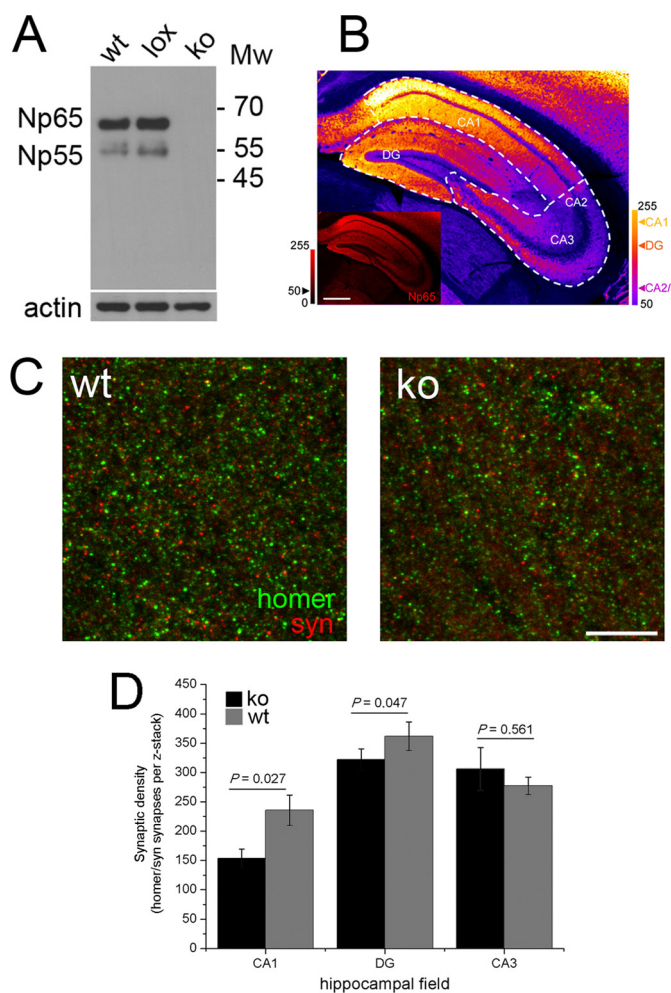 A
wt lox ko
Mw
Np65
Np55
70
55
45
actin
B
CA1
DG
CA2
CA3
255
50
0
Np65
255
CA1
DG
CA2/
50
C
wt
homer
syn
ko
D
Synaptic density
(homer/syn synapses per z-stack)
450
400
350
300
250
200
150
100
50
0
ko
wt
P = 0.027
P = 0,047
P = 0.561
CA1 DG CA3
hippocampal field